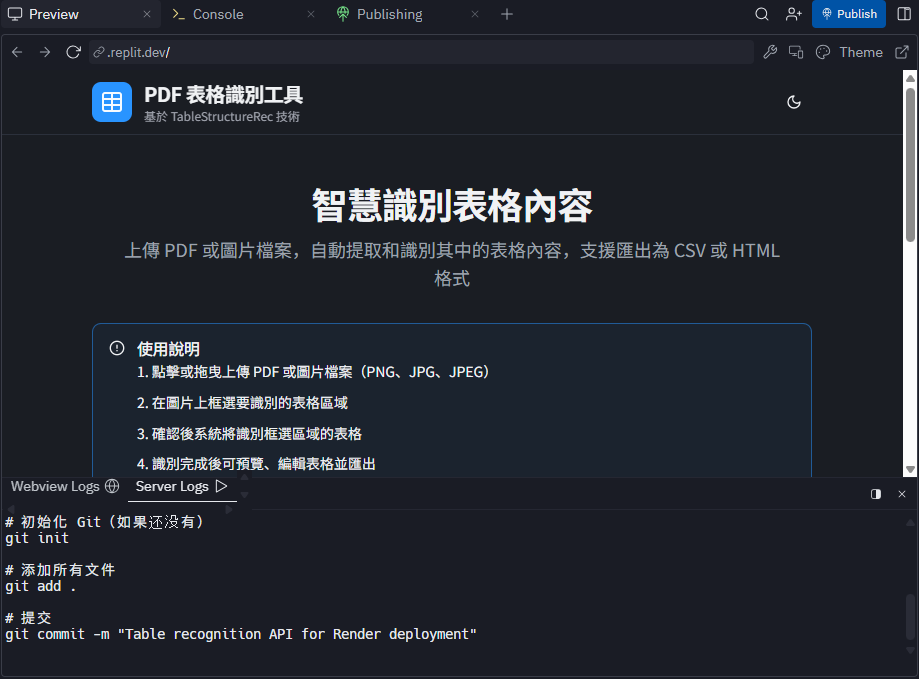 Preview
Console
Publishing
Publish
.replit.dev/
Theme
PDF 表格識別工具
基於 TableStructureRec 技術
智慧識別表格內容
上傳 PDF 或圖片檔案，自動提取和識別其中的表格內容，支援匯出為 CSV 或 HTML
格式
使用說明
1. 點擊或拖曳上傳 PDF 或圖片檔案（PNG、JPG、JPEG）
2. 在圖片上框選要識別的表格區域
3. 確認後系統將識別框選區域的表格
4. 識別完成後可預覽、編輯表格並匯出
Webview Logs
Server Logs
# 初始化 Git（如果还没有）
git init
# 添加所有文件
git add .
# 提交
git commit -m "Table recognition API for Render deployment"